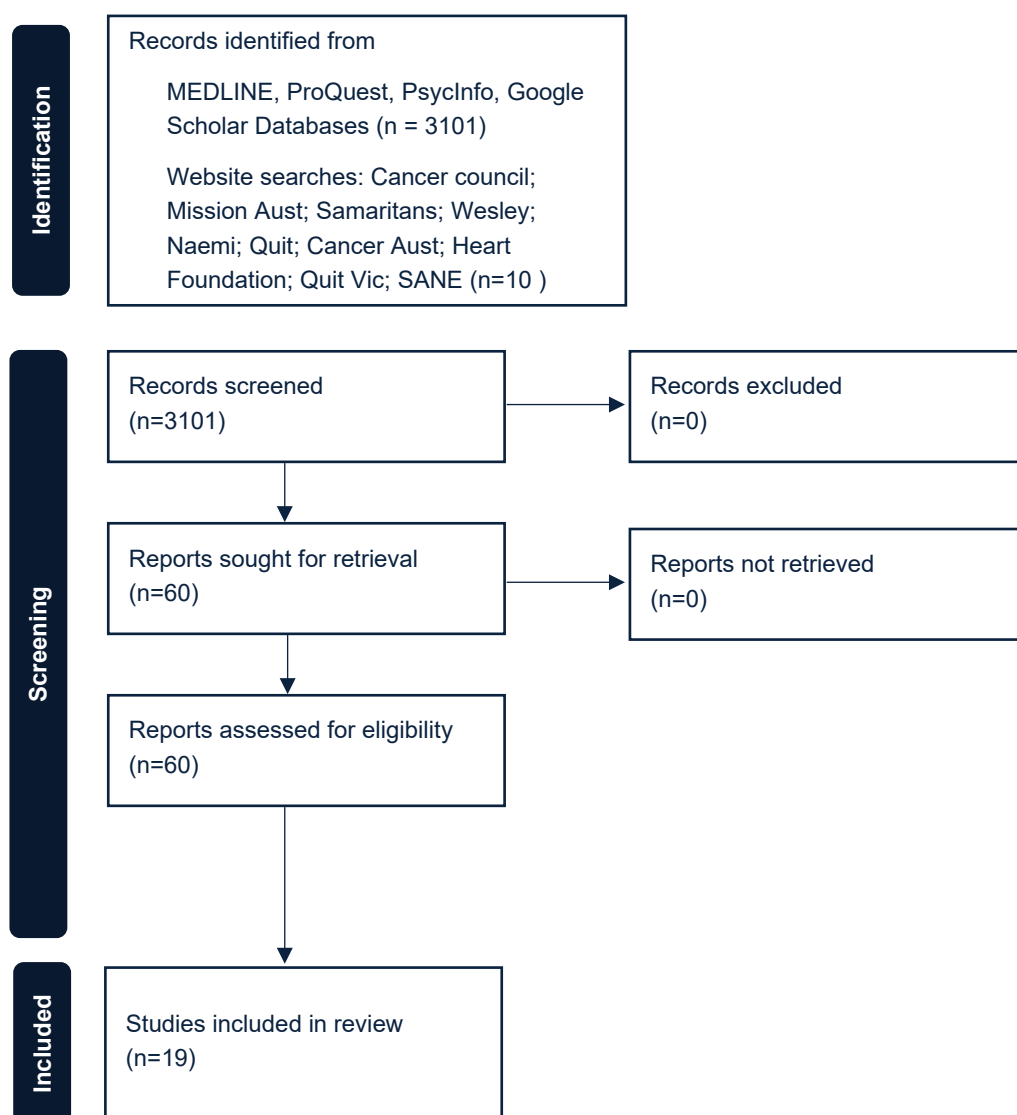 Identification
Records identified from
MEDLINE, ProQuest, PsycInfo, Google
Scholar Databases (n = 3101)
Website searches: Cancer council;
Mission Aust; Samaritans; Wesley;
Naemi; Quit; Cancer Aust; Heart
Foundation; Quit Vic; SANE (n=10 )
Screening
Records screened
(n=3101)
Records excluded
(n=0)
Reports sought for retrieval
(n=60)
Reports not retrieved
(n=0)
Reports assessed for eligibility
(n=60)
Included
Studies included in review
(n=19)